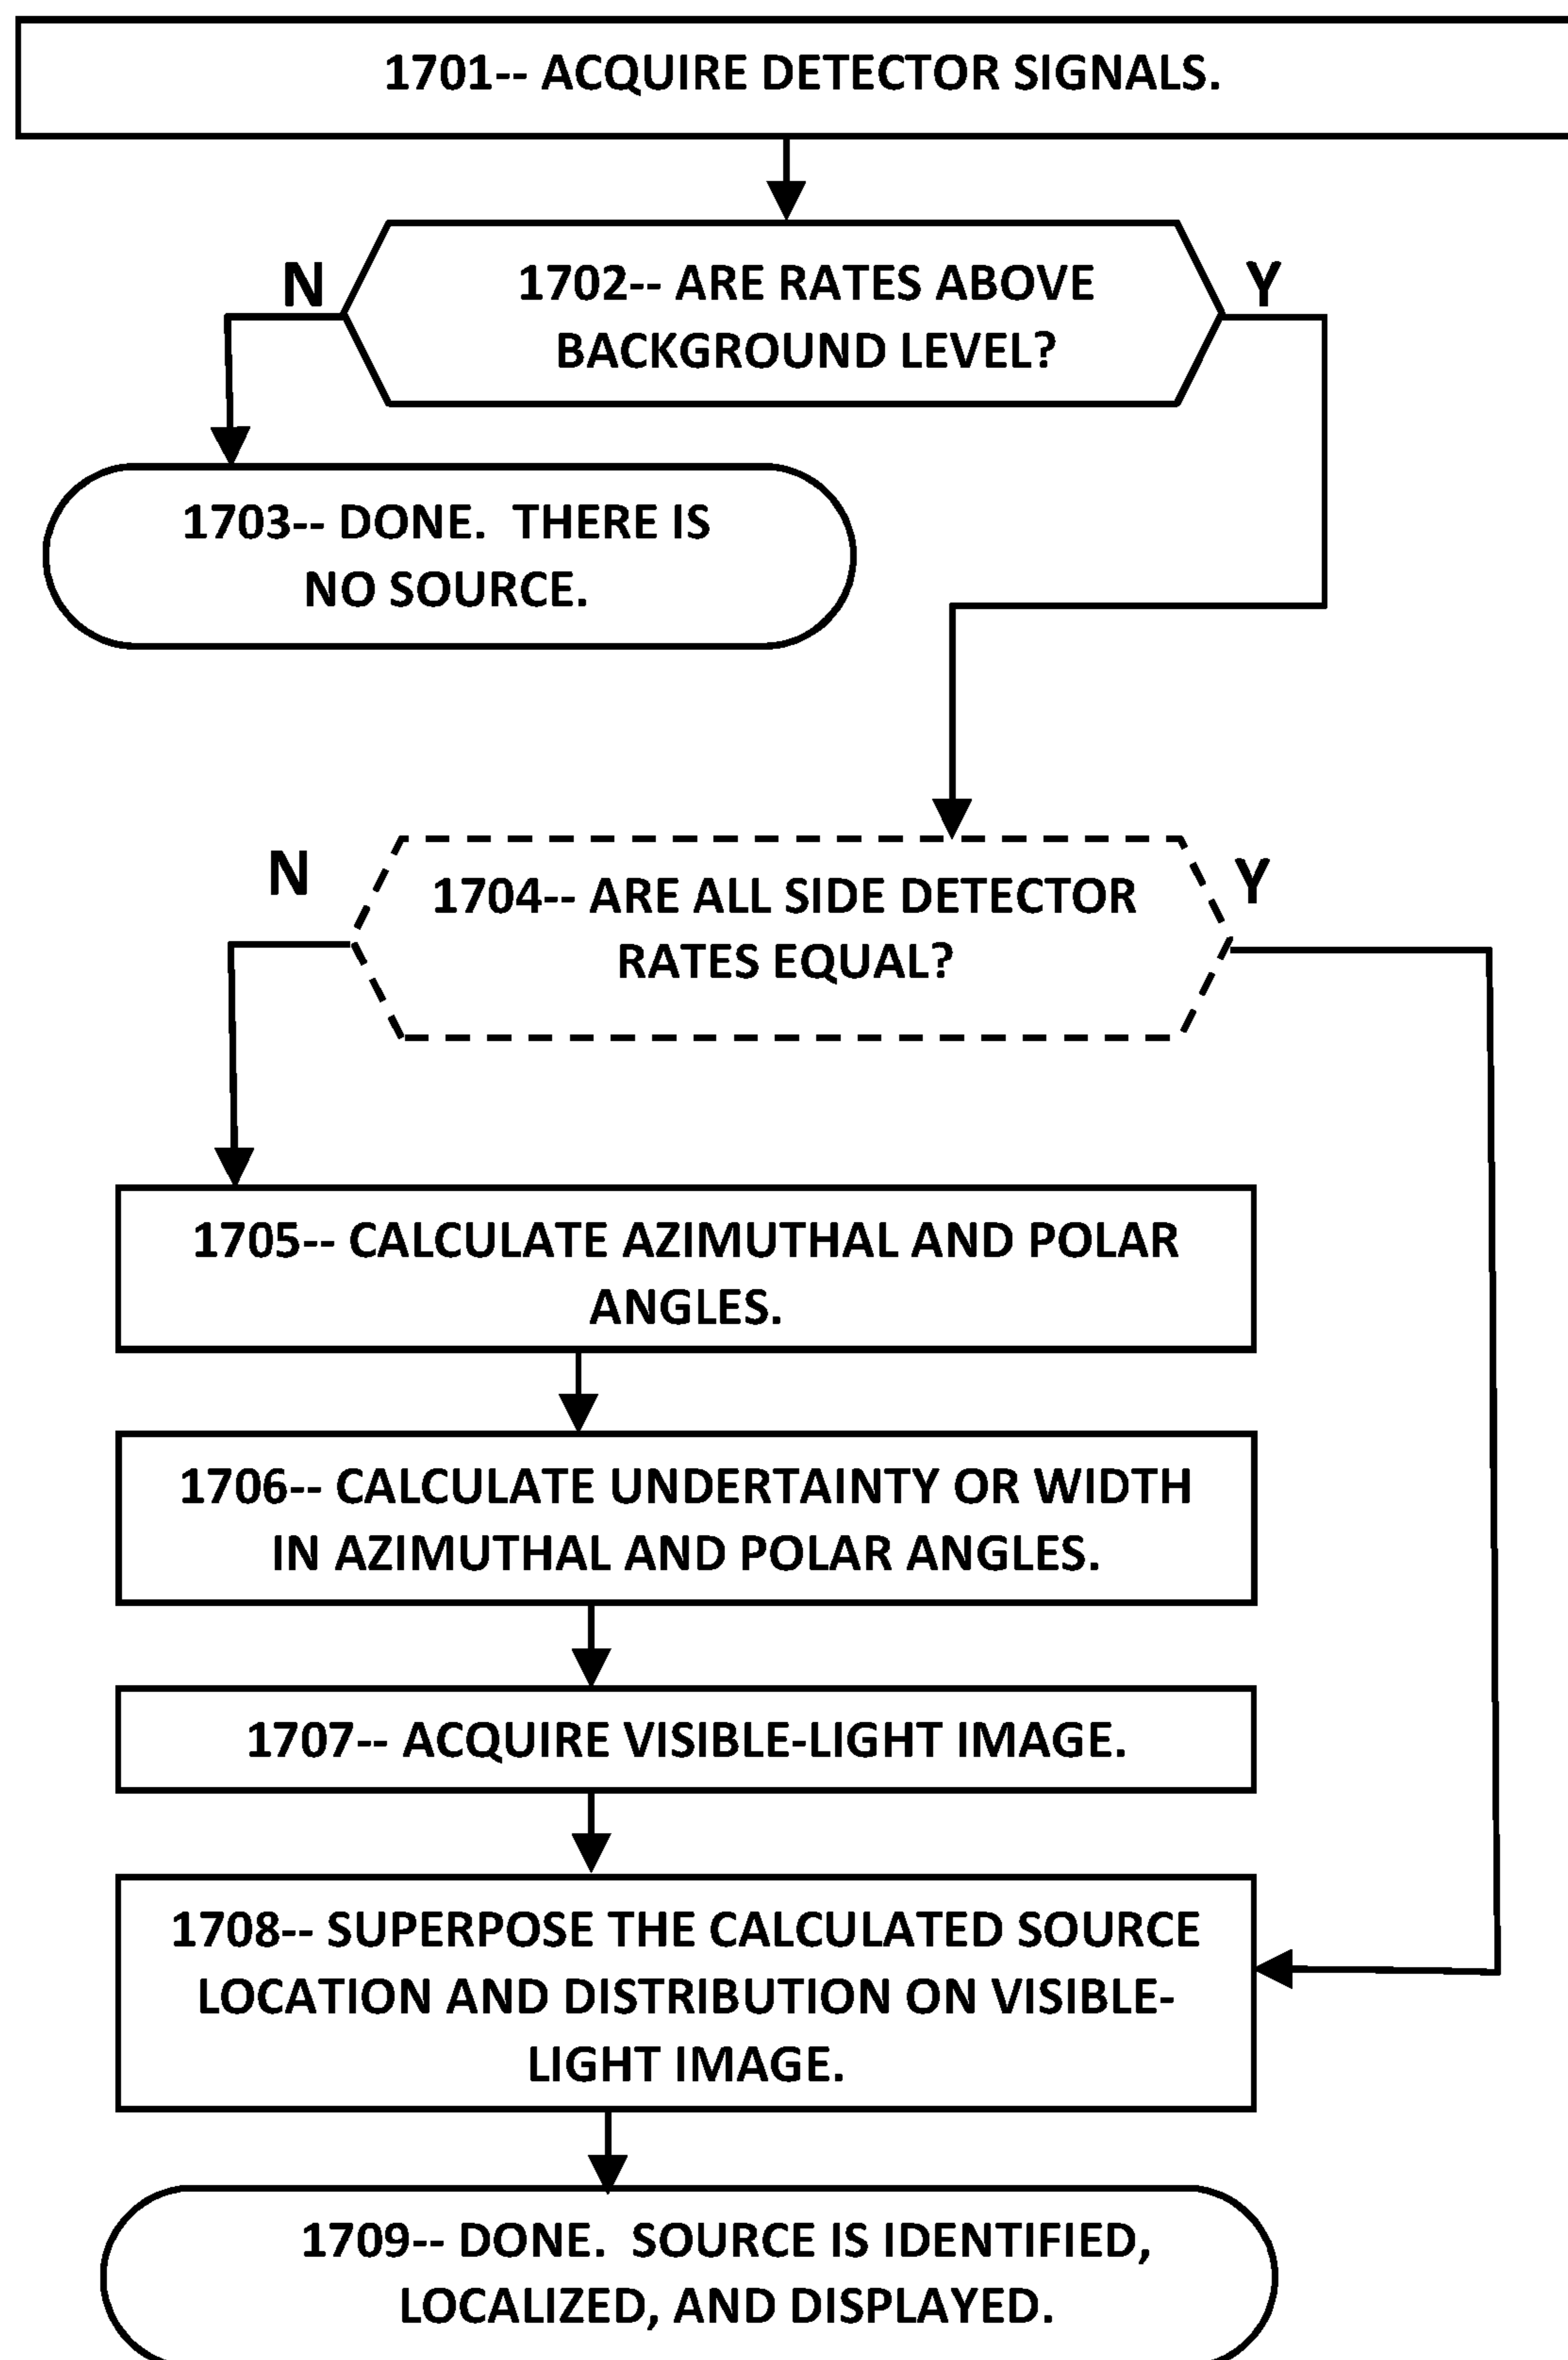 1701-- ACQUIRE DETECTOR SIGNALS.
N
1702-- ARE RATES ABOVE
BACKGROUND LEVEL?
Y
1703-- DONE.  THERE IS
NO SOURCE.
N
1704-- ARE ALL SIDE DETECTOR
RATES EQUAL?
Y
1705-- CALCULATE AZIMUTHAL AND POLAR
ANGLES.
1706-- CALCULATE UNDERTAINTY OR WIDTH
IN AZIMUTHAL AND POLAR ANGLES.
1707-- ACQUIRE VISIBLE-LIGHT IMAGE.
1708-- SUPERPOSE THE CALCULATED SOURCE
LOCATION AND DISTRIBUTION ON VISIBLE-
LIGHT IMAGE.
1709-- DONE.  SOURCE IS IDENTIFIED,
LOCALIZED, AND DISPLAYED.